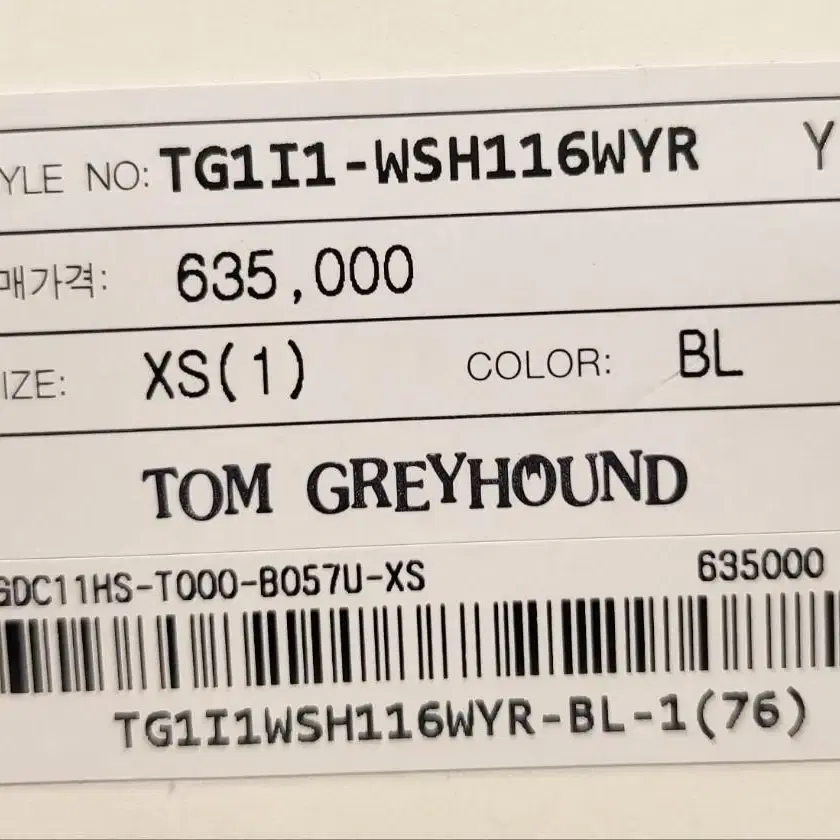 YLE NO: TG1I1-WSH116WYR Y
매가격: 635,000
IZE: XS(1) COLOR: BL
TOM GREYHOUND
GDC11HS-T000-B057U-XS 635000
TG1I1WSH116WYR-BL-1(76)